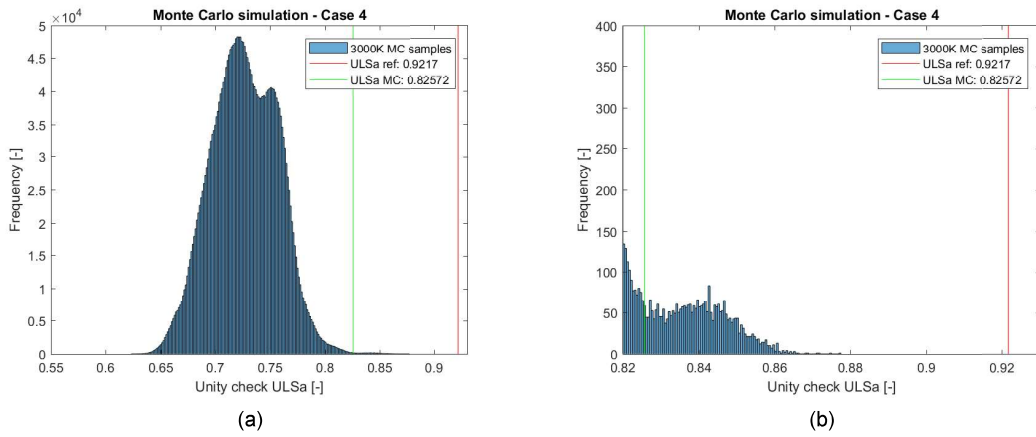 Monte Carlo simulation - Case 4
×10⁴
5
4.5
4
3.5
3
2.5
2
1.5
1
0.5
0
Frequency [-]
3000K MC samples
ULSa ref: 0.9217
ULSa MC: 0.82572
0.55 0.6 0.65 0.7 0.75 0.8 0.85 0.9
Unity check ULSa [-]
(a)
Monte Carlo simulation - Case 4
400
350
300
250
200
150
100
50
0
Frequency [-]
3000K MC samples
ULSa ref: 0.9217
ULSa MC: 0.82572
0.82 0.84 0.86 0.88 0.9 0.92
Unity check ULSa [-]
(b)